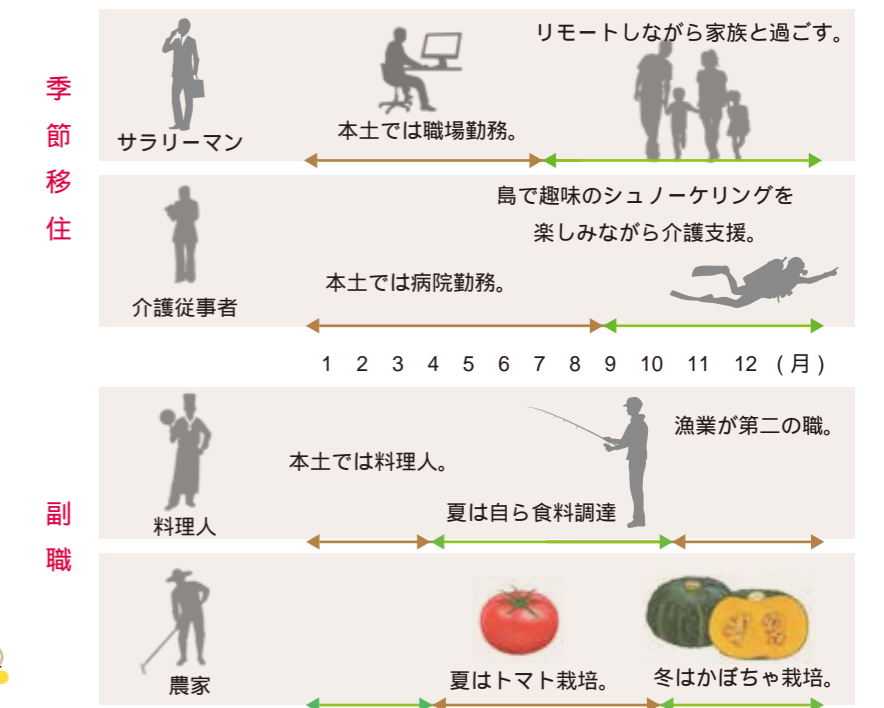 季節移住
リモートしながら家族と過ごす。
本土では職場勤務。
サラリーマン
島で趣味のシュノーケリングを
楽しみながら介護支援。
本土では病院勤務。
介護従事者
1 2 3 4 5 6 7 8 9 10 11 12 (月)
副職
漁業が第二の職。
本土では料理人。
夏は自ら食料調達
料理人
夏はトマト栽培。
冬はかぼちゃ栽培。
農家